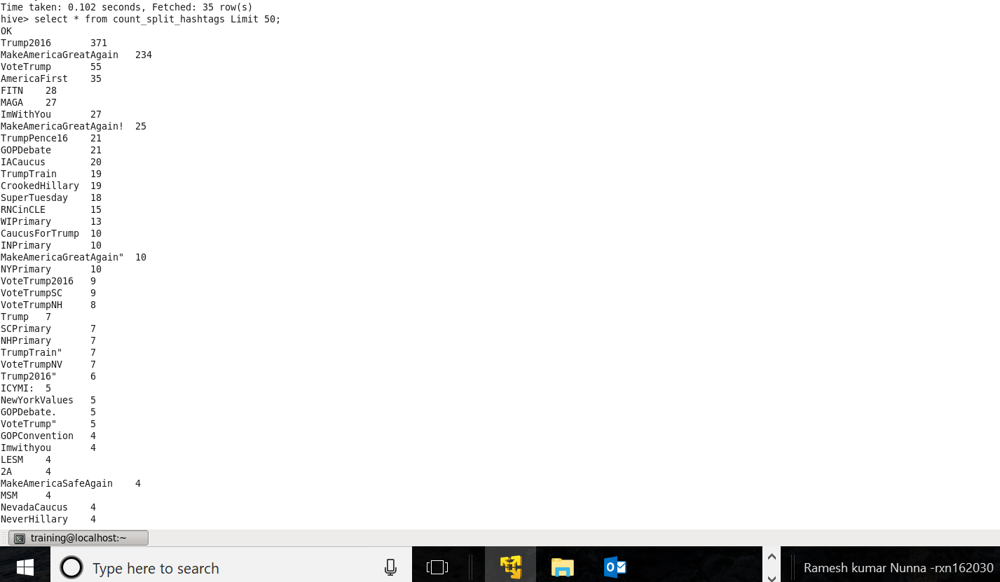 Time taken: 0.102 seconds, Fetched: 35 row(s)
hive> select * from count_split_hashtags Limit 50;
OK
Trump2016 371
MakeAmericaGreatAgain 234
VoteTrump 55
AmericaFirst 35
FITN 28
MAGA 27
ImWithYou 27
MakeAmericaGreatAgain! 25
TrumpPence16 21
GOPDebate 21
IACaucus 20
TrumpTrain 19
CrookedHillary 19
SuperTuesday 18
RNCinCLE 15
WIPrimary 13
CaucusForTrump 10
INPrimary 10
MakeAmericaGreatAgain" 10
NYPrimary 10
VoteTrump2016 9
VoteTrumpSC 9
VoteTrumpNH 8
Trump 7
SCPrimary 7
NHPrimary 7
TrumpTrain" 7
VoteTrumpNV 7
Trump2016" 6
ICYMI: 5
NewYorkValues 5
GOPDebate. 5
VoteTrump" 5
GOPConvention 4
Imwithyou 4
LESM 4
2A 4
MakeAmericaSafeAgain 4
MSM 4
NevadaCaucus 4
NeverHillary 4
training@localhost:~
Type here to search
Ramesh kumar Nunna -rxn162030